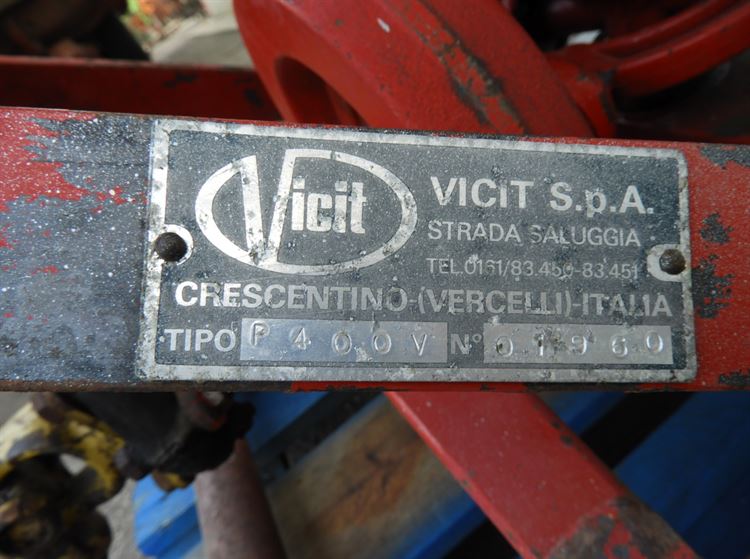 Vicit
VICIT S.p.A.
STRADA SALUGGIA
TEL.0161/83.450-83.451
CRESCENTINO-(VERCELLI)-ITALIA
TIPO P400V N° 01960